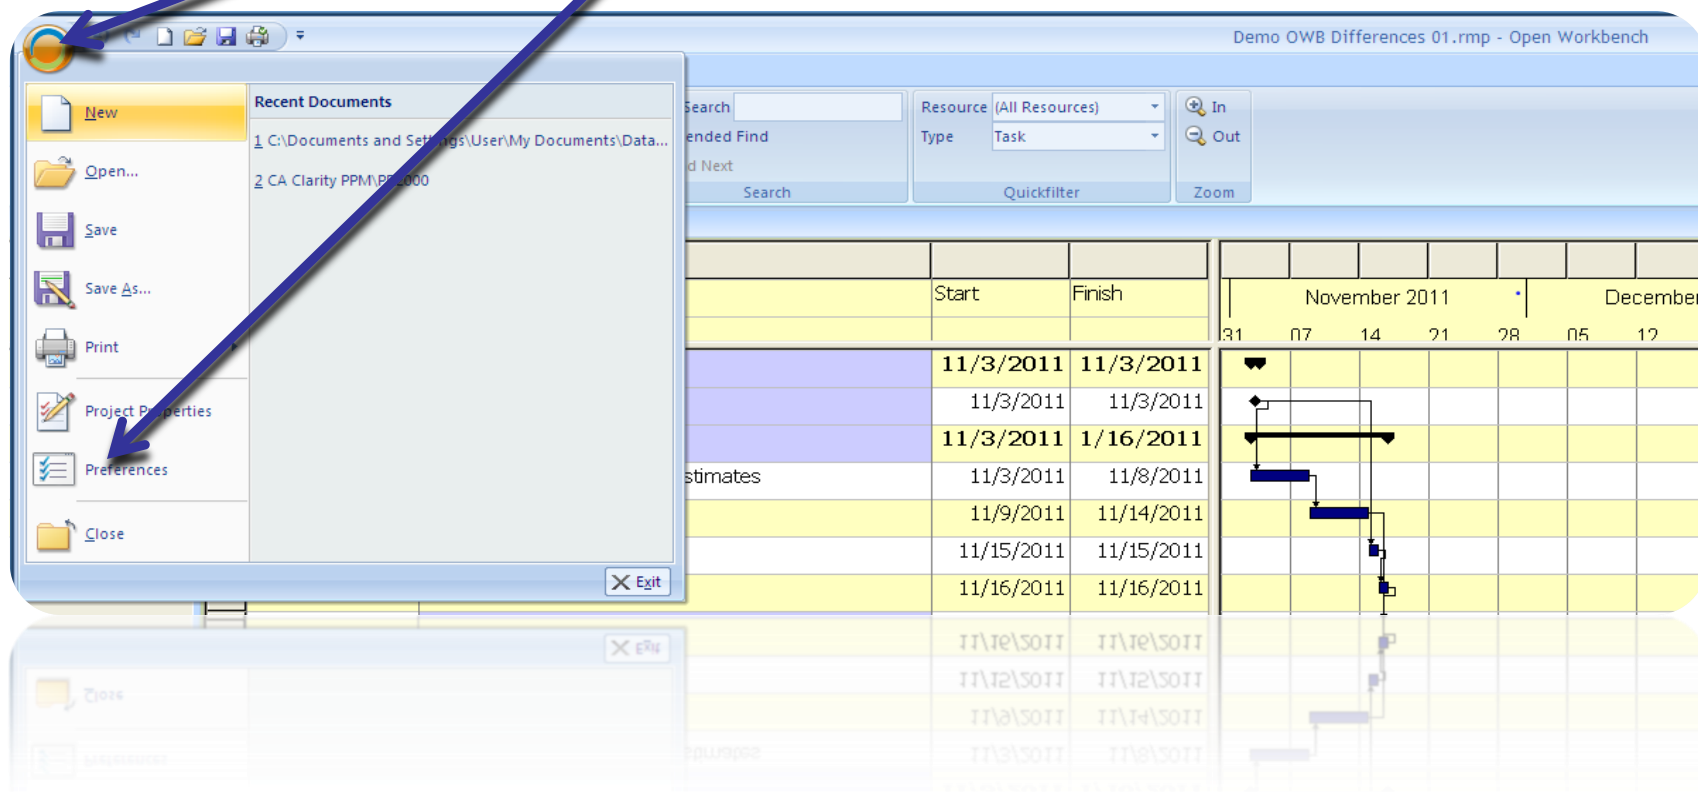 Demo OWB Differences 01.rmp - Open Workbench
New
Open...
Save
Save As...
Print
Project Properties
Preferences
Close
Recent Documents
1 C:\Documents and Settings\User\My Documents\Data...
2 CA Clarity PPM\
Exit
Search
ended Find
d Next
Search
Resource (All Resources)
Type Task
Quickfilter
In
Out
Zoom
Start Finish November 2011 December
31 07 14 21 28 05 12
11/3/2011 11/3/2011
11/3/2011 11/3/2011
11/3/2011 1/16/2011
stimates 11/3/2011 11/8/2011
11/9/2011 11/14/2011
11/15/2011 11/15/2011
11/16/2011 11/16/2011